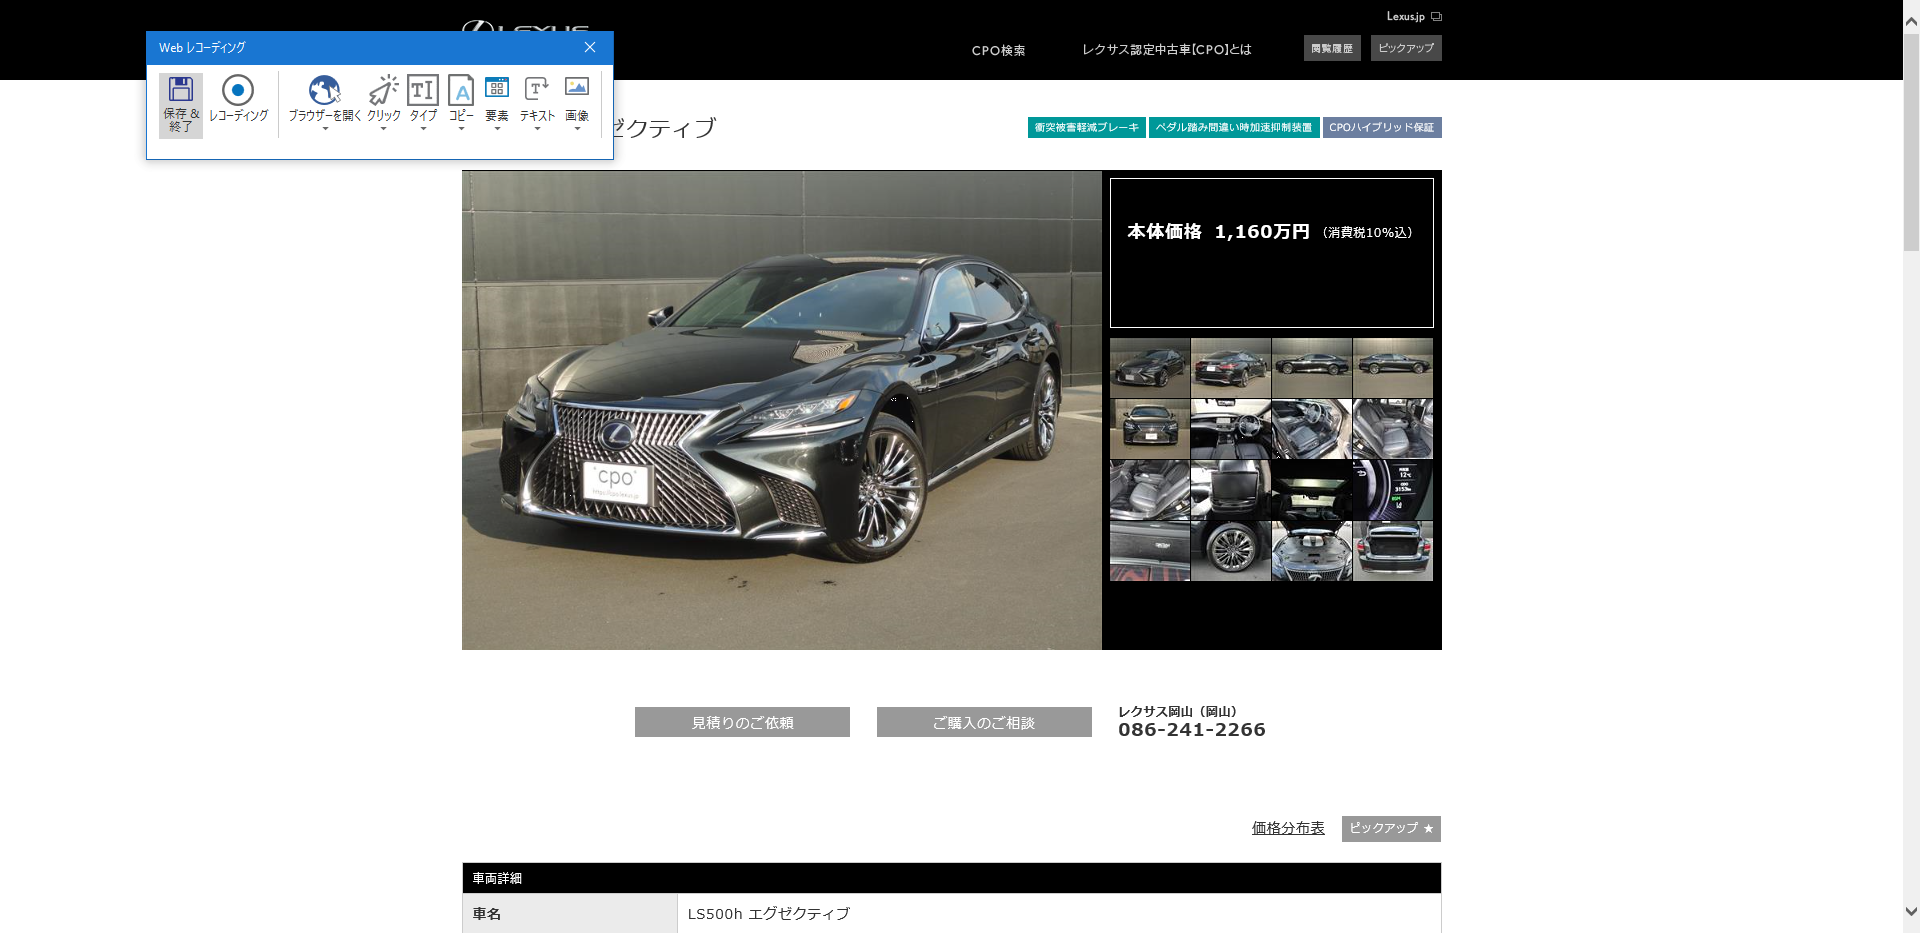 Lexus.jp
CPO検索
レクサス認定中古車【CPO】とは
閲覧履歴
ピックアップ
Web レコーディング
保存 &
終了
レコーディング
ブラウザーを開く
クリック
タイプ
コピー
要素
テキスト
画像
ゼクティブ
衝突被害軽減ブレーキ
ペダル踏み間違い時加速抑制装置
CPOハイブリッド保証
本体価格 1,160万円 （消費税10%込）
cpo
見積りのご依頼
ご購入のご相談
レクサス岡山（岡山）
086-241-2266
価格分布表
ピックアップ ★
車両詳細
車名
LS500h エグゼクティブ